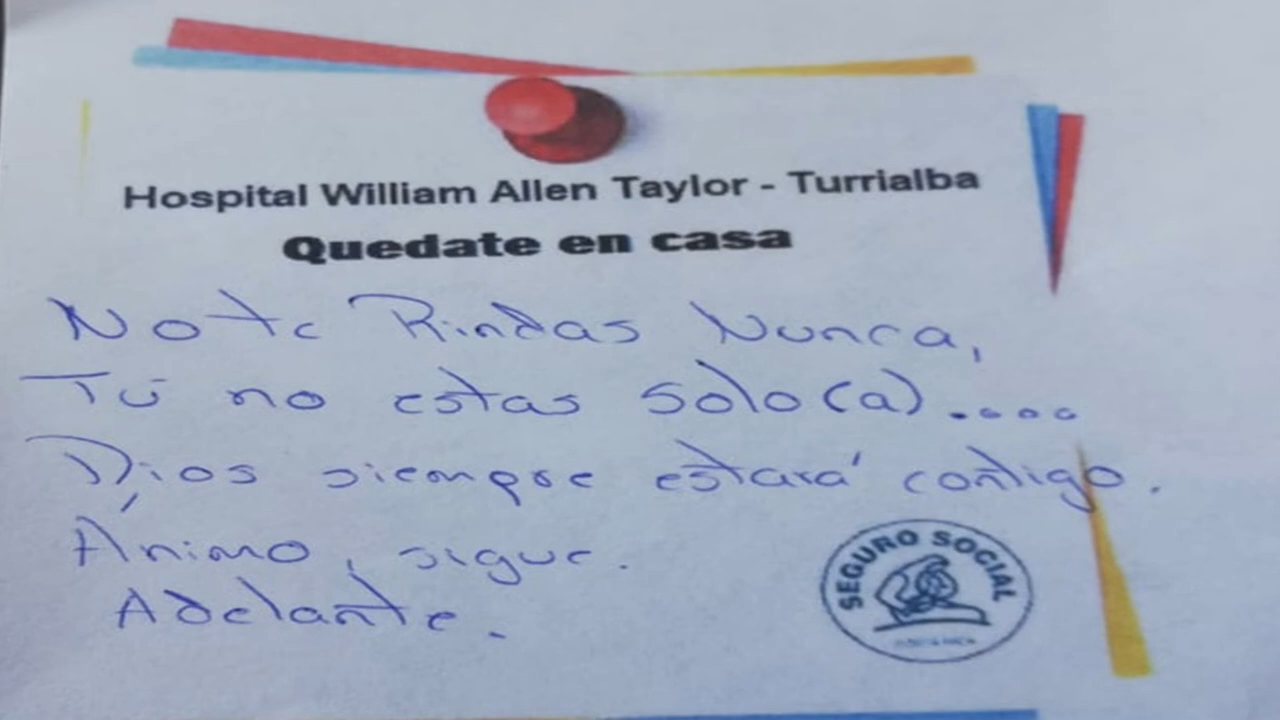 Hospital William Allen Taylor - Turrialba
Quedate en casa
No te Rindas Nunca,
Tú no estas solo(a)....
Dios siempre estará contigo.
Ánimo, sigue.
Adelante.
SEGURO SOCIAL